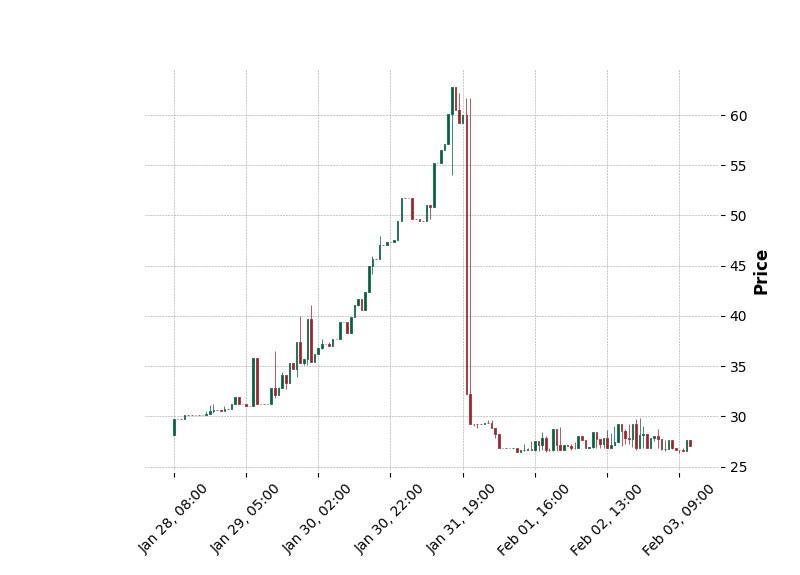 60
55
50
45
40
35
30
25
Price
Jan 28, 08:00
Jan 29, 05:00
Jan 30, 02:00
Jan 30, 22:00
Jan 31, 19:00
Feb 01, 16:00
Feb 02, 13:00
Feb 03, 09:00